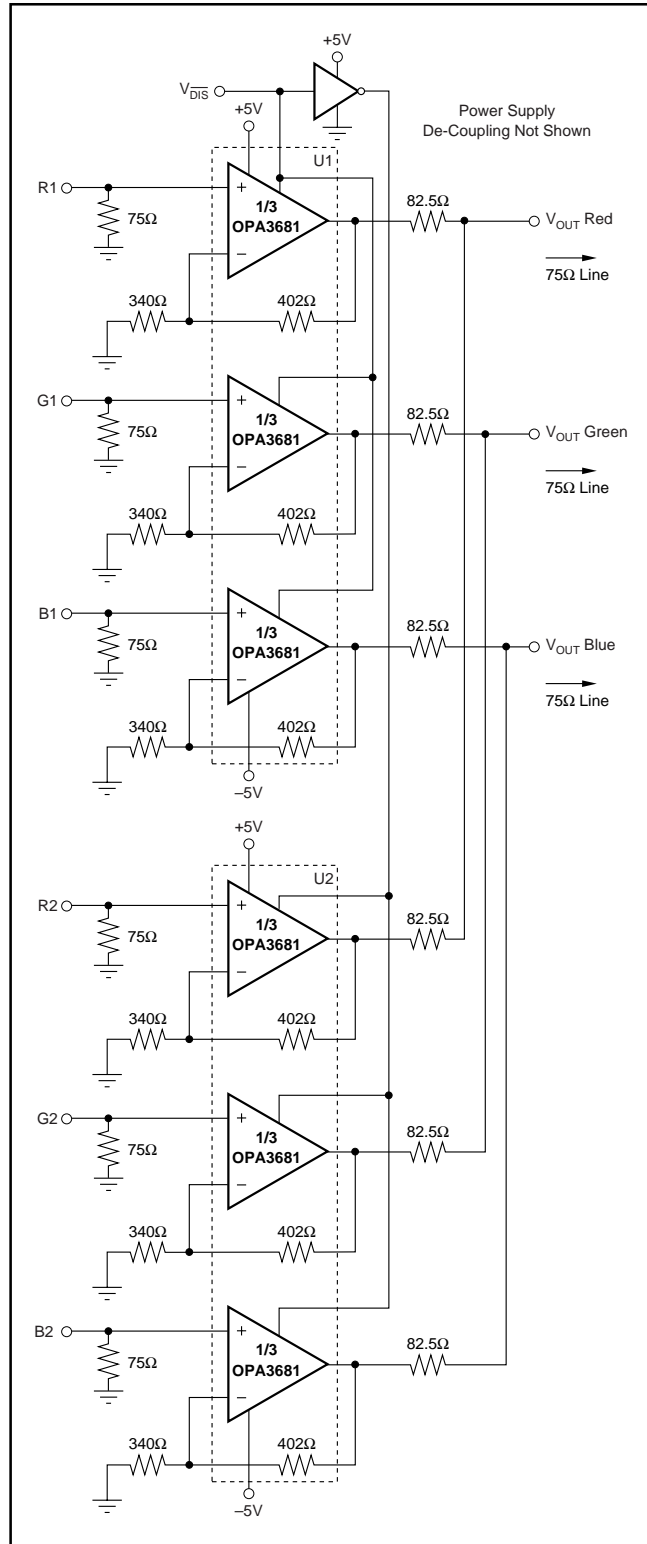 +5V
V DIS
+5V
Power Supply
De-Coupling Not Shown
U1
R1
+
1/3
OPA3681
–
75Ω
82.5Ω
VOUT Red
75Ω Line
340Ω
402Ω
G1
+
1/3
OPA3681
–
75Ω
82.5Ω
VOUT Green
75Ω Line
340Ω
402Ω
B1
+
1/3
OPA3681
–
75Ω
82.5Ω
VOUT Blue
75Ω Line
340Ω
402Ω
–5V
+5V
U2
R2
+
1/3
OPA3681
–
75Ω
82.5Ω
340Ω
402Ω
G2
+
1/3
OPA3681
–
75Ω
82.5Ω
340Ω
402Ω
B2
+
1/3
OPA3681
–
75Ω
82.5Ω
340Ω
402Ω
–5V